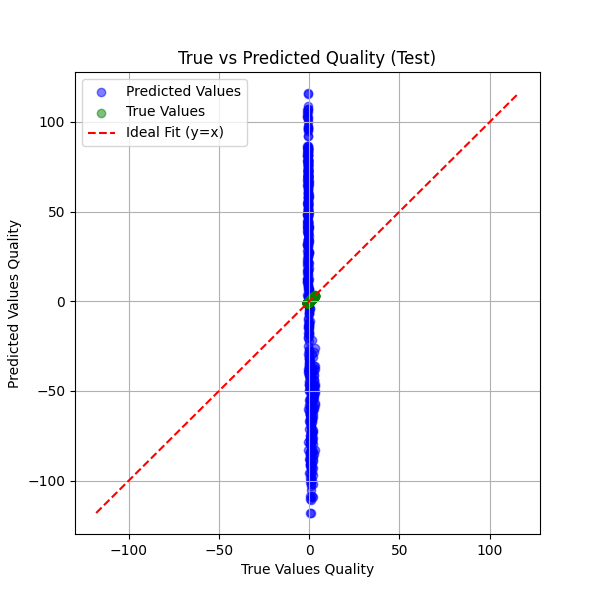 True vs Predicted Quality (Test)
Predicted Values
True Values
Ideal Fit (y=x)
100
50
0
−50
−100
Predicted Values Quality
−100
−50
0
50
100
True Values Quality